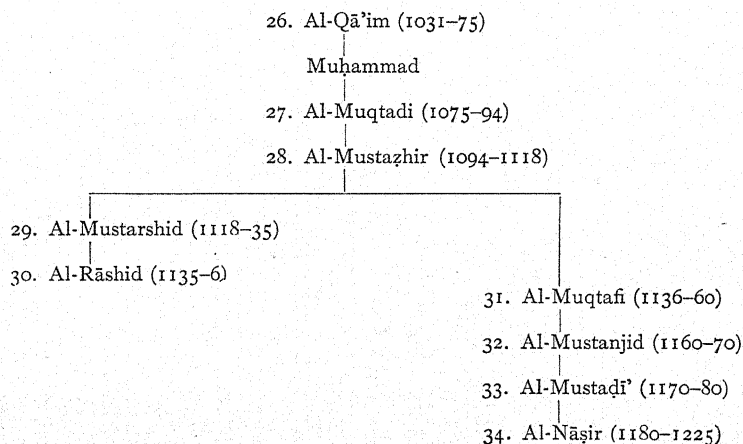 26. Al-Qā’im (1031–75)
Muḥammad
27. Al-Muqtadi (1075–94)
28. Al-Mustaẓhir (1094–1118)
29. Al-Mustarshid (1118–35)
30. Al-Rāshid (1135–6)
31. Al-Muqtafi (1136–60)
32. Al-Mustanjid (1160–70)
33. Al-Mustaḍī’ (1170–80)
34. Al-Nāṣir (1180–1225)